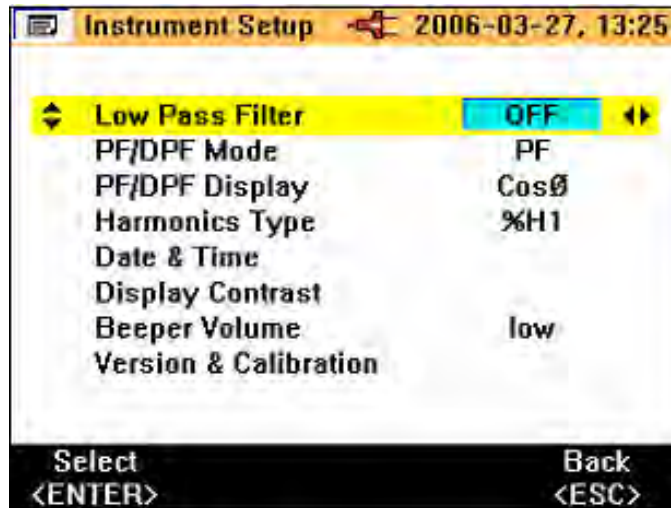 Instrument Setup 2006-03-27, 13:25
Low Pass Filter OFF
PF/DPF Mode PF
PF/DPF Display CosØ
Harmonics Type %H1
Date & Time
Display Contrast
Beeper Volume low
Version & Calibration
Select Back
<ENTER> <ESC>